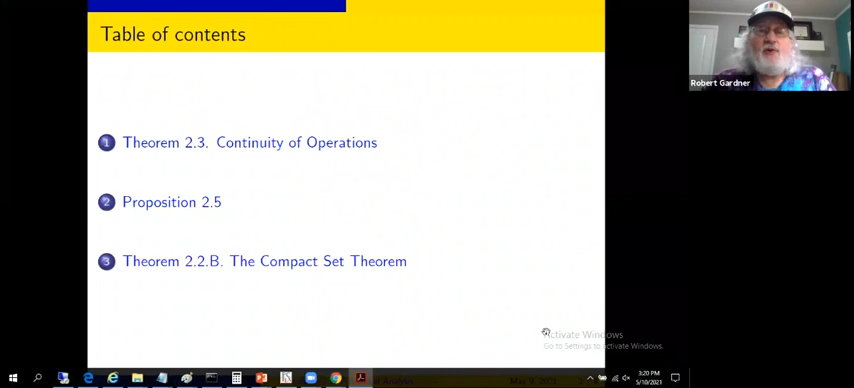 Table of contents
Robert Gardner
1 Theorem 2.3. Continuity of Operations
2 Proposition 2.5
3 Theorem 2.2.B. The Compact Set Theorem
Activate Windows
Go to Settings to activate Windows.
3:20 PM
5/10/2021